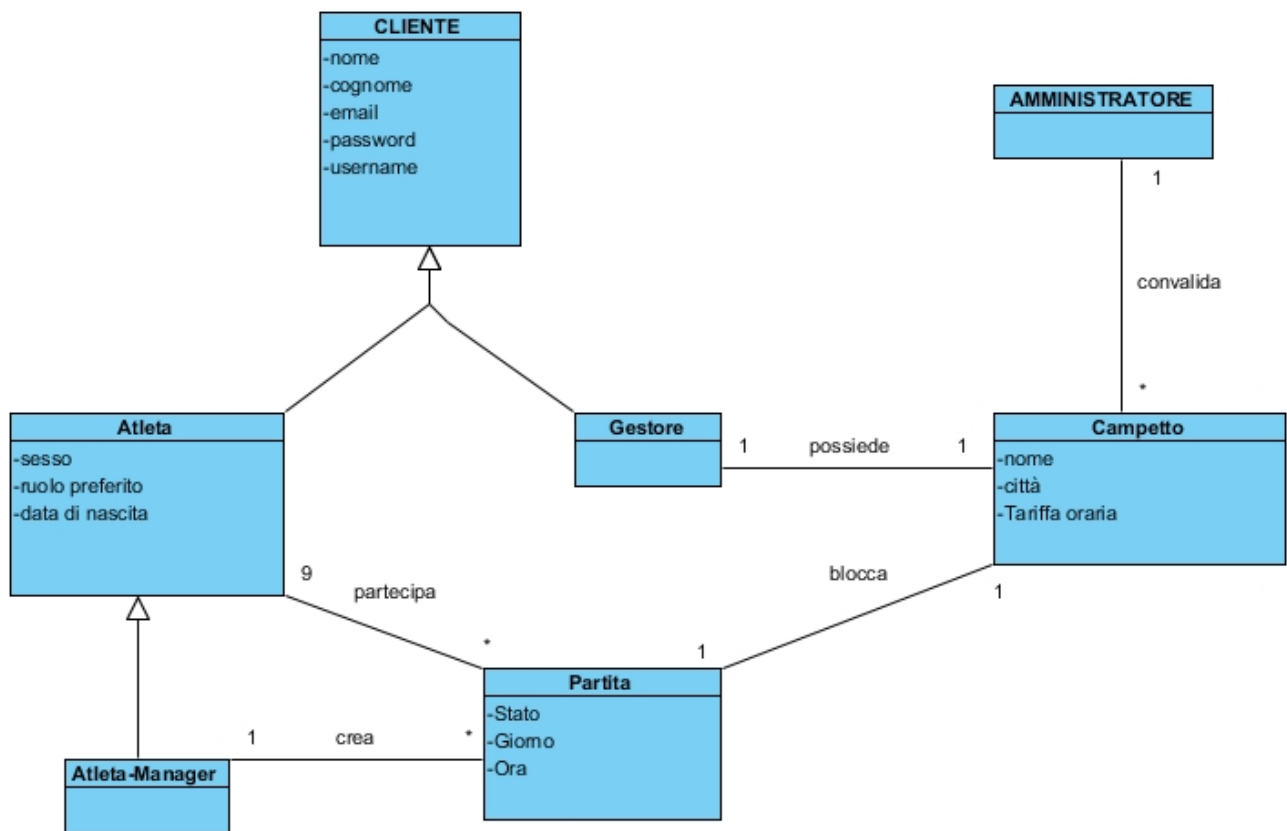 CLIENTE
-nome
-cognome
-email
-password
-username
AMMINISTRATORE
1
convalida
*
Atleta
-sesso
-ruolo preferito
-data di nascita
Gestore
1 possiede 1
Campetto
-nome
-città
-Tariffa oraria
9
partecipa
*
blocca
1
1
Partita
-Stato
-Giorno
-Ora
1 crea *
Atleta-Manager